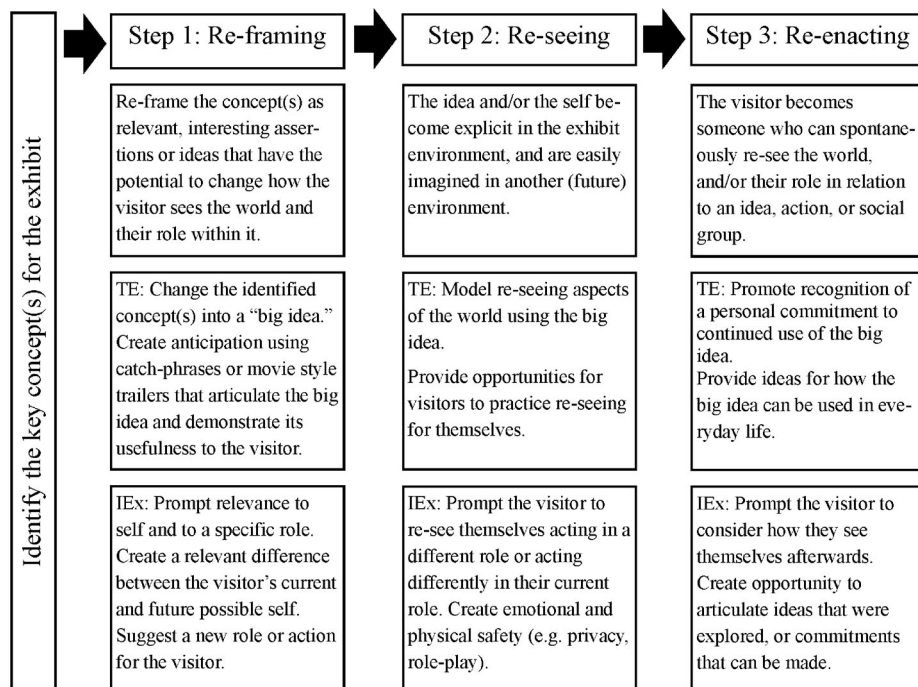 Identify the key concept(s) for the exhibit
Step 1: Re-framing
Re-frame the concept(s) as
relevant, interesting asser-
tions or ideas that have the
potential to change how the
visitor sees the world and
their role within it.
TE: Change the identified
concept(s) into a “big idea.”
Create anticipation using
catch-phrases or movie style
trailers that articulate the big
idea and demonstrate its
usefulness to the visitor.
IEx: Prompt relevance to
self and to a specific role.
Create a relevant difference
between the visitor’s current
and future possible self.
Suggest a new role or action
for the visitor.
Step 2: Re-seeing
The idea and/or the self be-
come explicit in the exhibit
environment, and are easily
imagined in another (future)
environment.
TE: Model re-seeing aspects
of the world using the big
idea.
Provide opportunities for
visitors to practice re-seeing
for themselves.
IEx: Prompt the visitor to
re-see themselves acting in a
different role or acting
differently in their current
role. Create emotional and
physical safety (e.g. privacy,
role-play).
Step 3: Re-enacting
The visitor becomes
someone who can spontane-
ously re-see the world,
and/or their role in relation
to an idea, action, or social
group.
TE: Promote recognition of
a personal commitment to
continued use of the big
idea.
Provide ideas for how the
big idea can be used in eve-
ryday life.
IEx: Prompt the visitor to
consider how they see
themselves afterwards.
Create opportunity to
articulate ideas that were
explored, or commitments
that can be made.